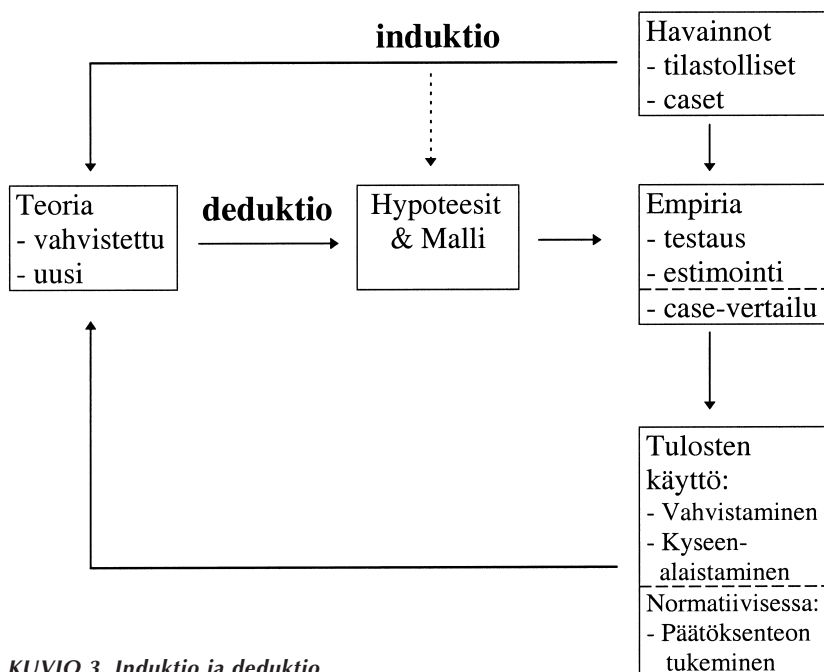 induktio
Havainnot
- tilastolliset
- caset
Teoria
- vahvistettu
- uusi
deduktio
Hypoteesit
& Malli
Empiria
- testaus
- estimointi
- case-vertailu
Tulosten
käyttö:
- Vahvistaminen
- Kyseen-
alaistaminen
Normatiivisessa:
- Päätöksenteon
tukeminen
KUVIO 3. Induktio ja deduktio